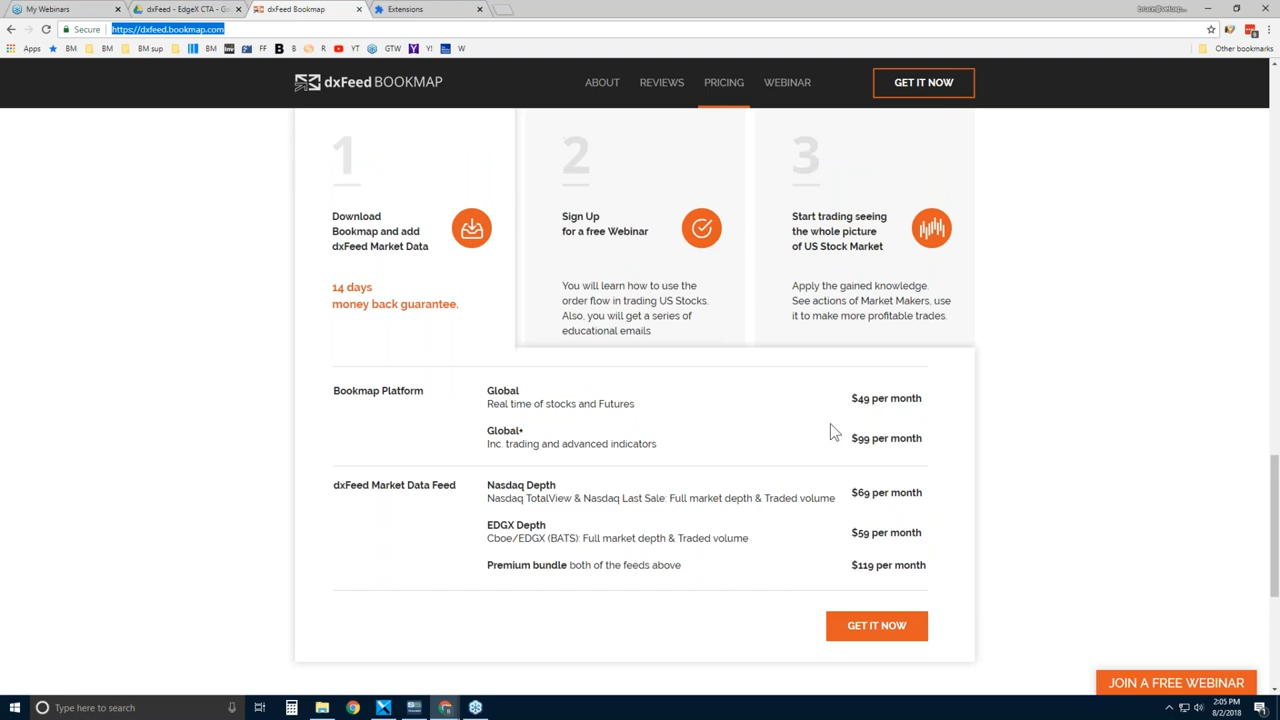 My Webinars
dxFeed - EdgeX CTA - Go
dxFeed Bookmap
Extensions
Secure
https://dxfeed.bookmap.com
Apps
BM
BM
BM sup
BM
FF
B
R
YT
GTW
Y!
W
Other bookmarks
dxFeed BOOKMAP
ABOUT
REVIEWS
PRICING
WEBINAR
GET IT NOW
1
Download
Bookmap and add
dxFeed Market Data
14 days
money back guarantee.
2
Sign Up
for a free Webinar
You will learn how to use the
order flow in trading US Stocks.
Also, you will get a series of
educational emails
3
Start trading seeing
the whole picture
of US Stock Market
Apply the gained knowledge.
See actions of Market Makers, use
it to make more profitable trades.
Bookmap Platform
Global
Real time of stocks and Futures
$49 per month
Global+
Inc. trading and advanced indicators
$99 per month
dxFeed Market Data Feed
Nasdaq Depth
Nasdaq TotalView & Nasdaq Last Sale: Full market depth & Traded volume
$69 per month
EDGX Depth
Cboe/EDGX (BATS): Full market depth & Traded volume
$59 per month
Premium bundle both of the feeds above
$119 per month
GET IT NOW
JOIN A FREE WEBINAR
Type here to search
2:05 PM
8/2/2018